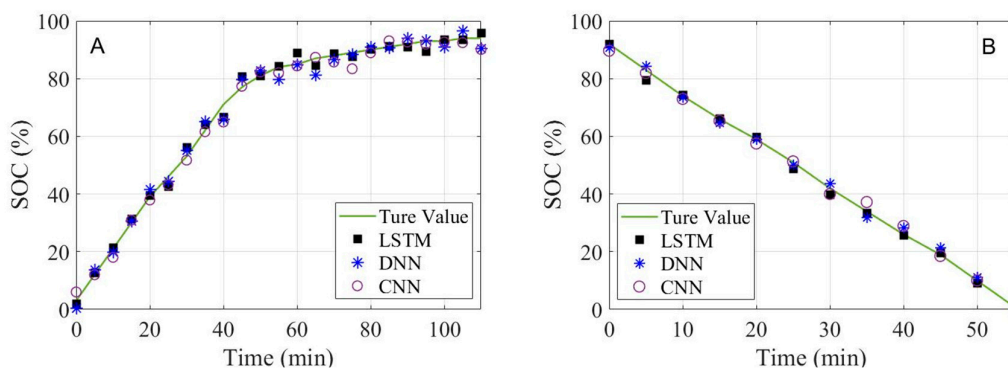 A
100
80
60
40
20
0
SOC (%)
Ture Value
LSTM
DNN
CNN
0 20 40 60 80 100
Time (min)
B
100
80
60
40
20
0
SOC (%)
Ture Value
LSTM
DNN
CNN
0 10 20 30 40 50
Time (min)